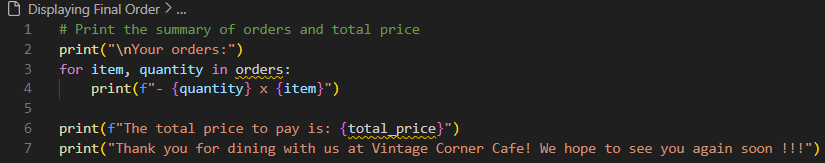 Displaying Final Order > ...
1 # Print the summary of orders and total price
2 print("\nYour orders:")
3 for item, quantity in orders:
4     print(f"- {quantity} x {item}")
5
6 print(f"The total price to pay is: {total_price}")
7 print("Thank you for dining with us at Vintage Corner Cafe! We hope to see you again soon !!!")